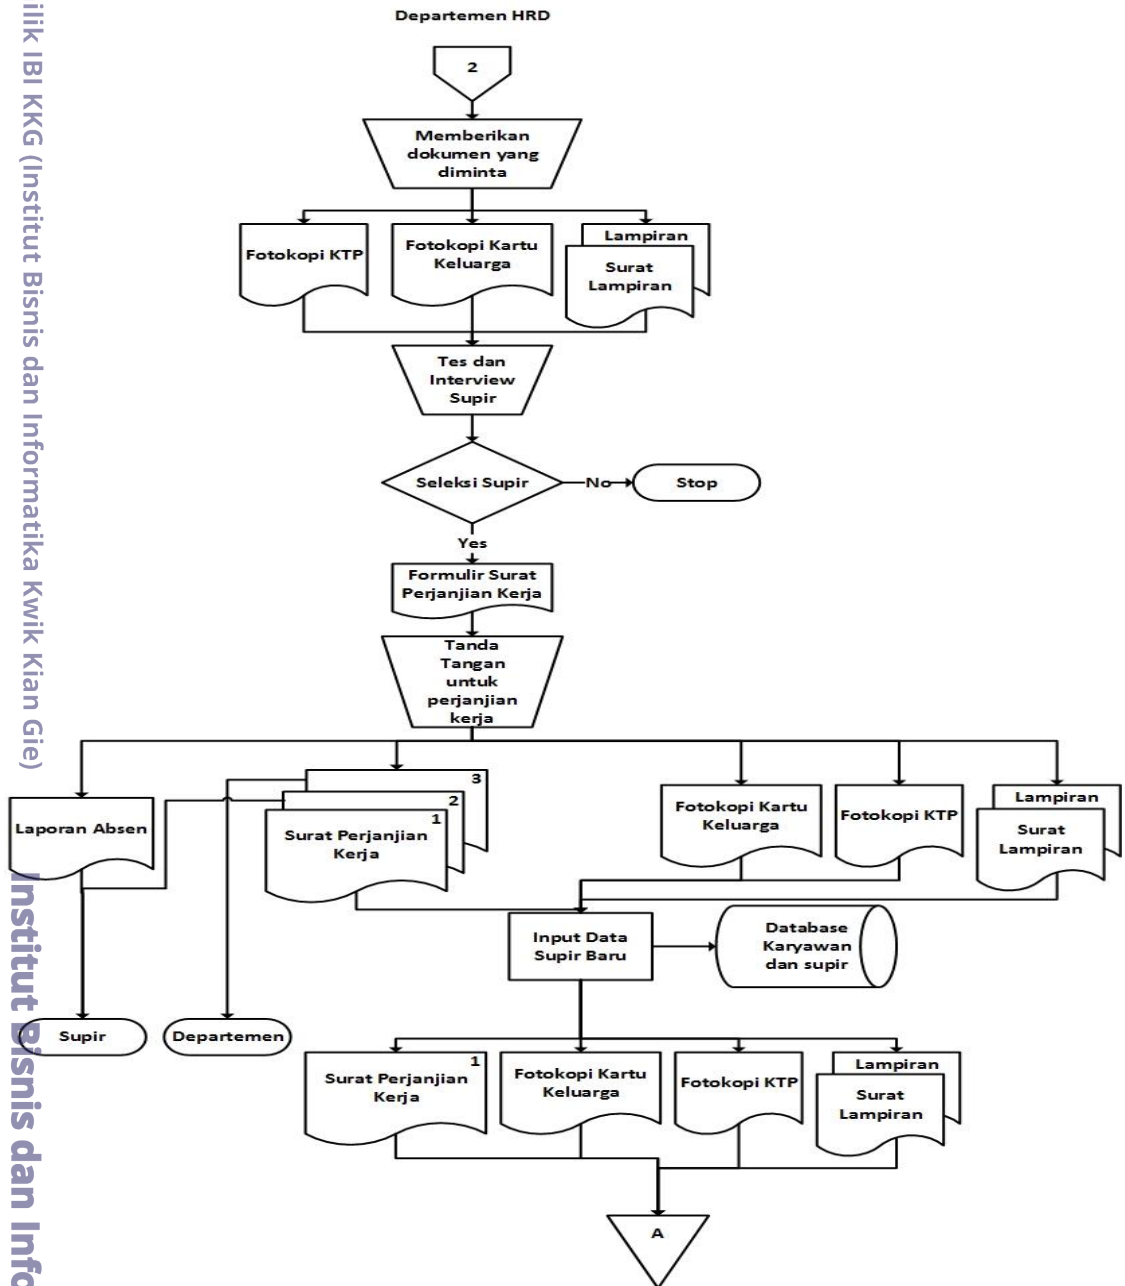 Departemen HRD
2
Memberikan
dokumen yang
diminta
Fotokopi KTP
Fotokopi Kartu
Keluarga
Lampiran
Surat
Lampiran
Tes dan
Interview
Supir
Seleksi Supir
No
Stop
Yes
Formulir Surat
Perjanjian Kerja
Tanda
Tangan
untuk
perjanjian
kerja
Laporan Absen
3
2
1
Surat Perjanjian
Kerja
Fotokopi Kartu
Keluarga
Fotokopi KTP
Lampiran
Surat
Lampiran
Input Data
Supir Baru
Database
Karyawan
dan supir
Supir
Departemen
1
Surat Perjanjian
Kerja
Fotokopi Kartu
Keluarga
Fotokopi KTP
Lampiran
Surat
Lampiran
A
ilik IBI KKG (Institut Bisnis dan Informatika Kwik Kian Gie)
Institut Bisnis dan Info